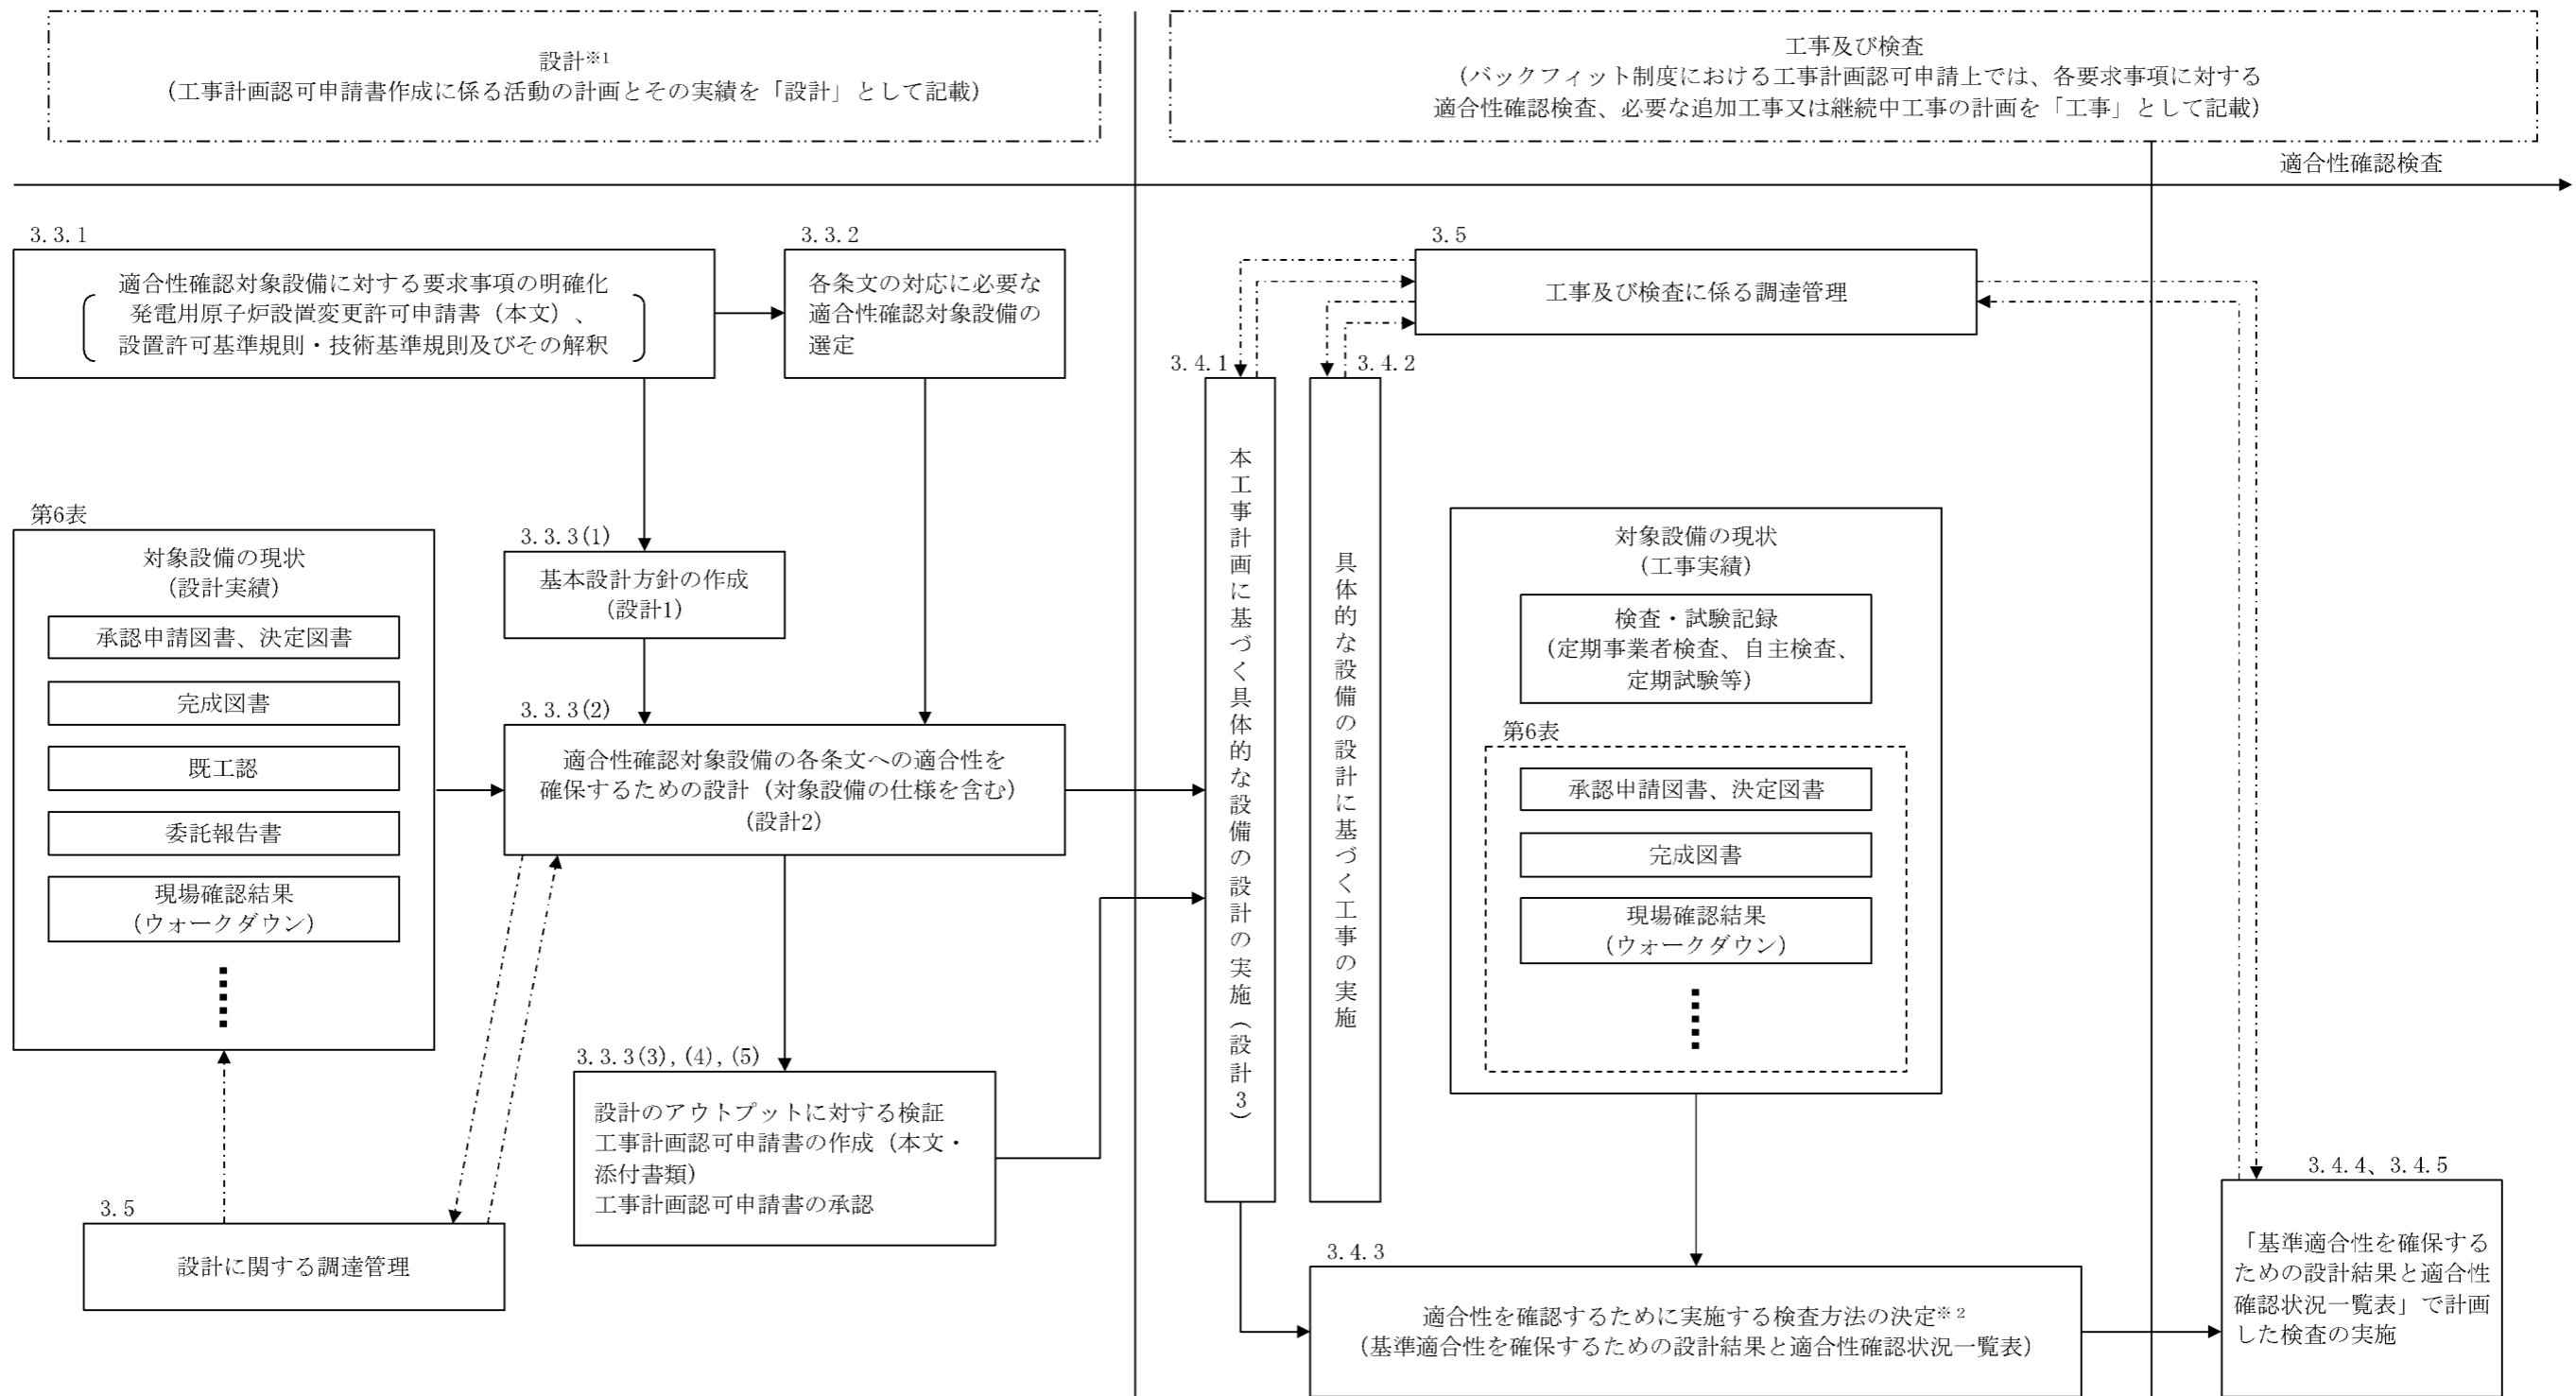 設計※1
(工事計画認可申請書作成に係る活動の計画とその実績を「設計」として記載)
工事及び検査
(バックフィット制度における工事計画認可申請上では、各要求事項に対する
適合性確認検査、必要な追加工事又は継続中工事の計画を「工事」として記載)
適合性確認検査
3.3.1
適合性確認対象設備に対する要求事項の明確化
発電用原子炉設置変更許可申請書(本文)、
設置許可基準規則・技術基準規則及びその解釈
3.3.2
各条文の対応に必要な
適合性確認対象設備の
選定
第6表
対象設備の現状
(設計実績)
承認申請図書、決定図書
完成図書
既工認
委託報告書
現場確認結果
(ウォークダウン)
3.3.3(1)
基本設計方針の作成
(設計1)
3.3.3(2)
適合性確認対象設備の各条文への適合性を
確保するための設計(対象設備の仕様を含む)
(設計2)
3.3.3(3),(4),(5)
設計のアウトプットに対する検証
工事計画認可申請書の作成(本文・
添付書類)
工事計画認可申請書の承認
3.5
設計に関する調達管理
3.5
工事及び検査に係る調達管理
3.4.1
本工事計画に基づく具体的な設備の設計の実施(設計3)
3.4.2
具体的な設備の設計に基づく工事の実施
対象設備の現状
(工事実績)
検査・試験記録
(定期事業者検査、自主検査、
定期試験等)
第6表
承認申請図書、決定図書
完成図書
現場確認結果
(ウォークダウン)
3.4.3
適合性を確認するために実施する検査方法の決定※2
(基準適合性を確保するための設計結果と適合性確認状況一覧表)
3.4.4、3.4.5
「基準適合性を確保する
ための設計結果と適合性
確認状況一覧表」で計画
した検査の実施